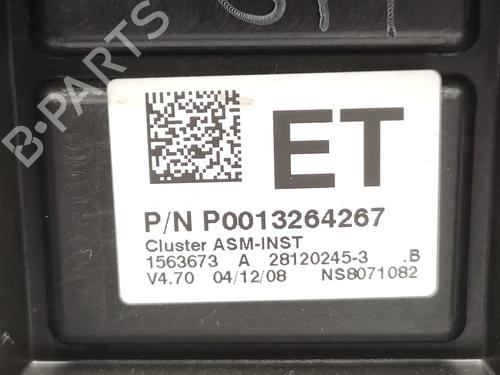 B-PARTS
ET
P/N P0013264267
Cluster ASM-INST
1563673 A 28120245-3 .B
V4.70 04/12/08 NS8071082